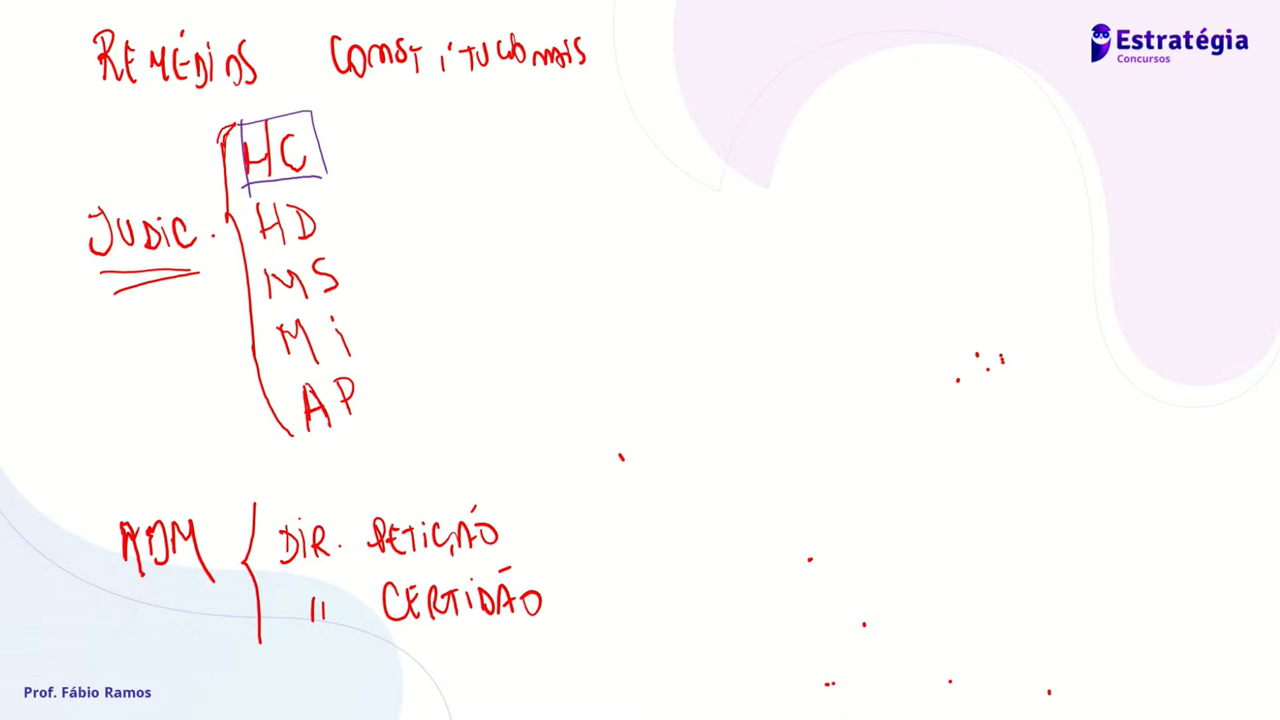 REMÉDIOS CONSTITUCIONAIS
Estratégia
Concursos
HC
HD
JUDIC.
MS
Mi
AP
ADM
DIR. PETIÇÃO
" CERTIDÃO
Prof. Fábio Ramos